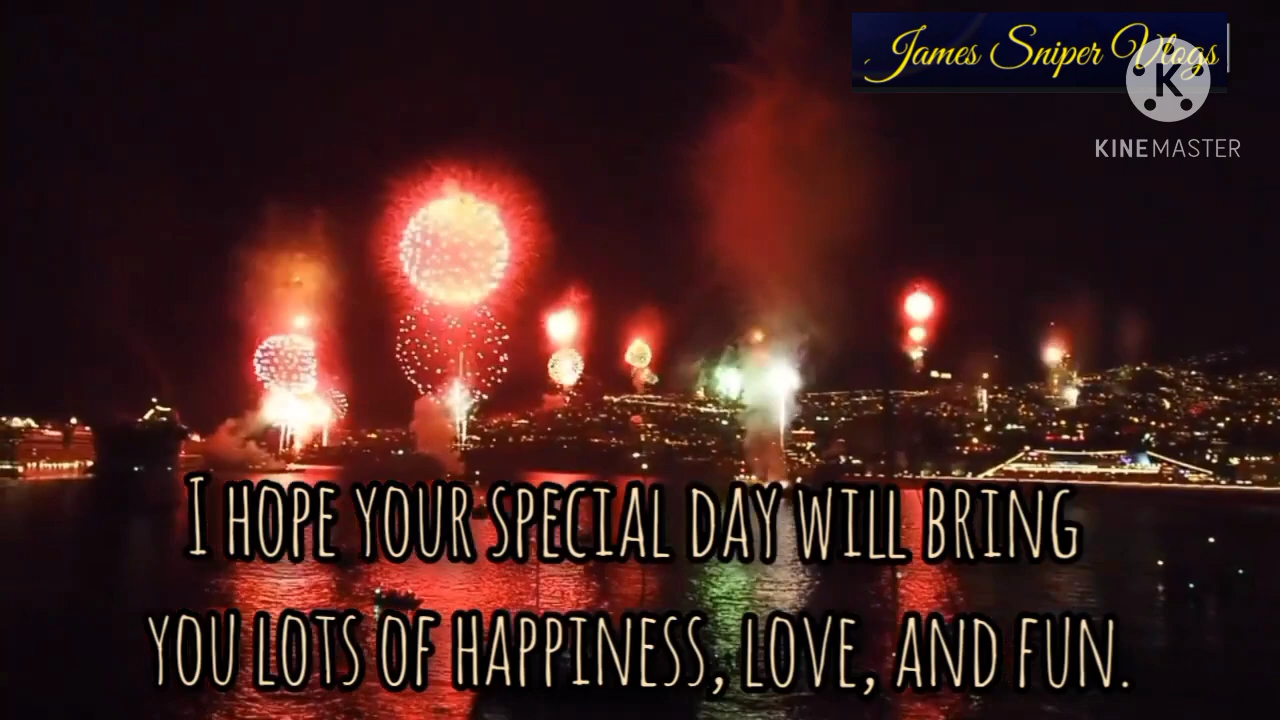 James Sniper Vlogs
K
KINEMASTER
I HOPE YOUR SPECIAL DAY WILL BRING
YOU LOTS OF HAPPINESS, LOVE, AND FUN.